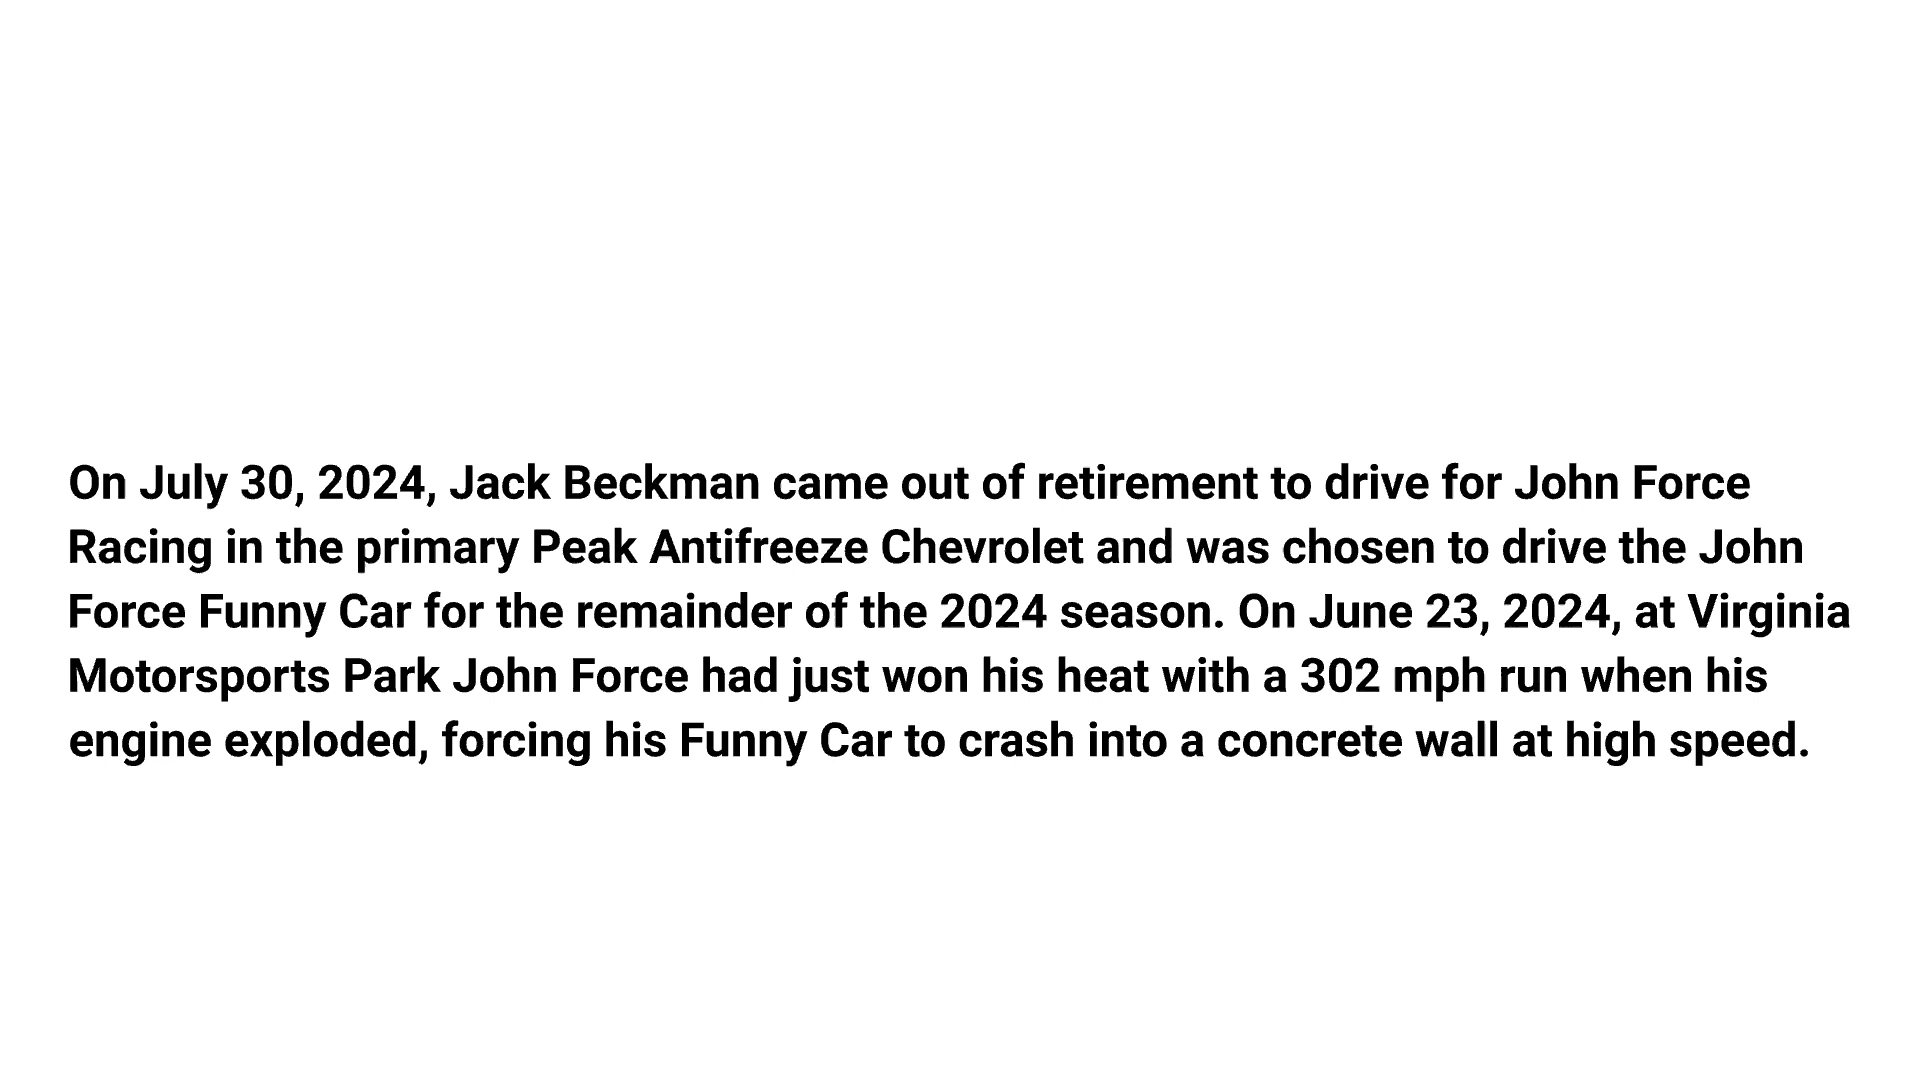 On July 30, 2024, Jack Beckman came out of retirement to drive for John Force
Racing in the primary Peak Antifreeze Chevrolet and was chosen to drive the John
Force Funny Car for the remainder of the 2024 season. On June 23, 2024, at Virginia
Motorsports Park John Force had just won his heat with a 302 mph run when his
engine exploded, forcing his Funny Car to crash into a concrete wall at high speed.